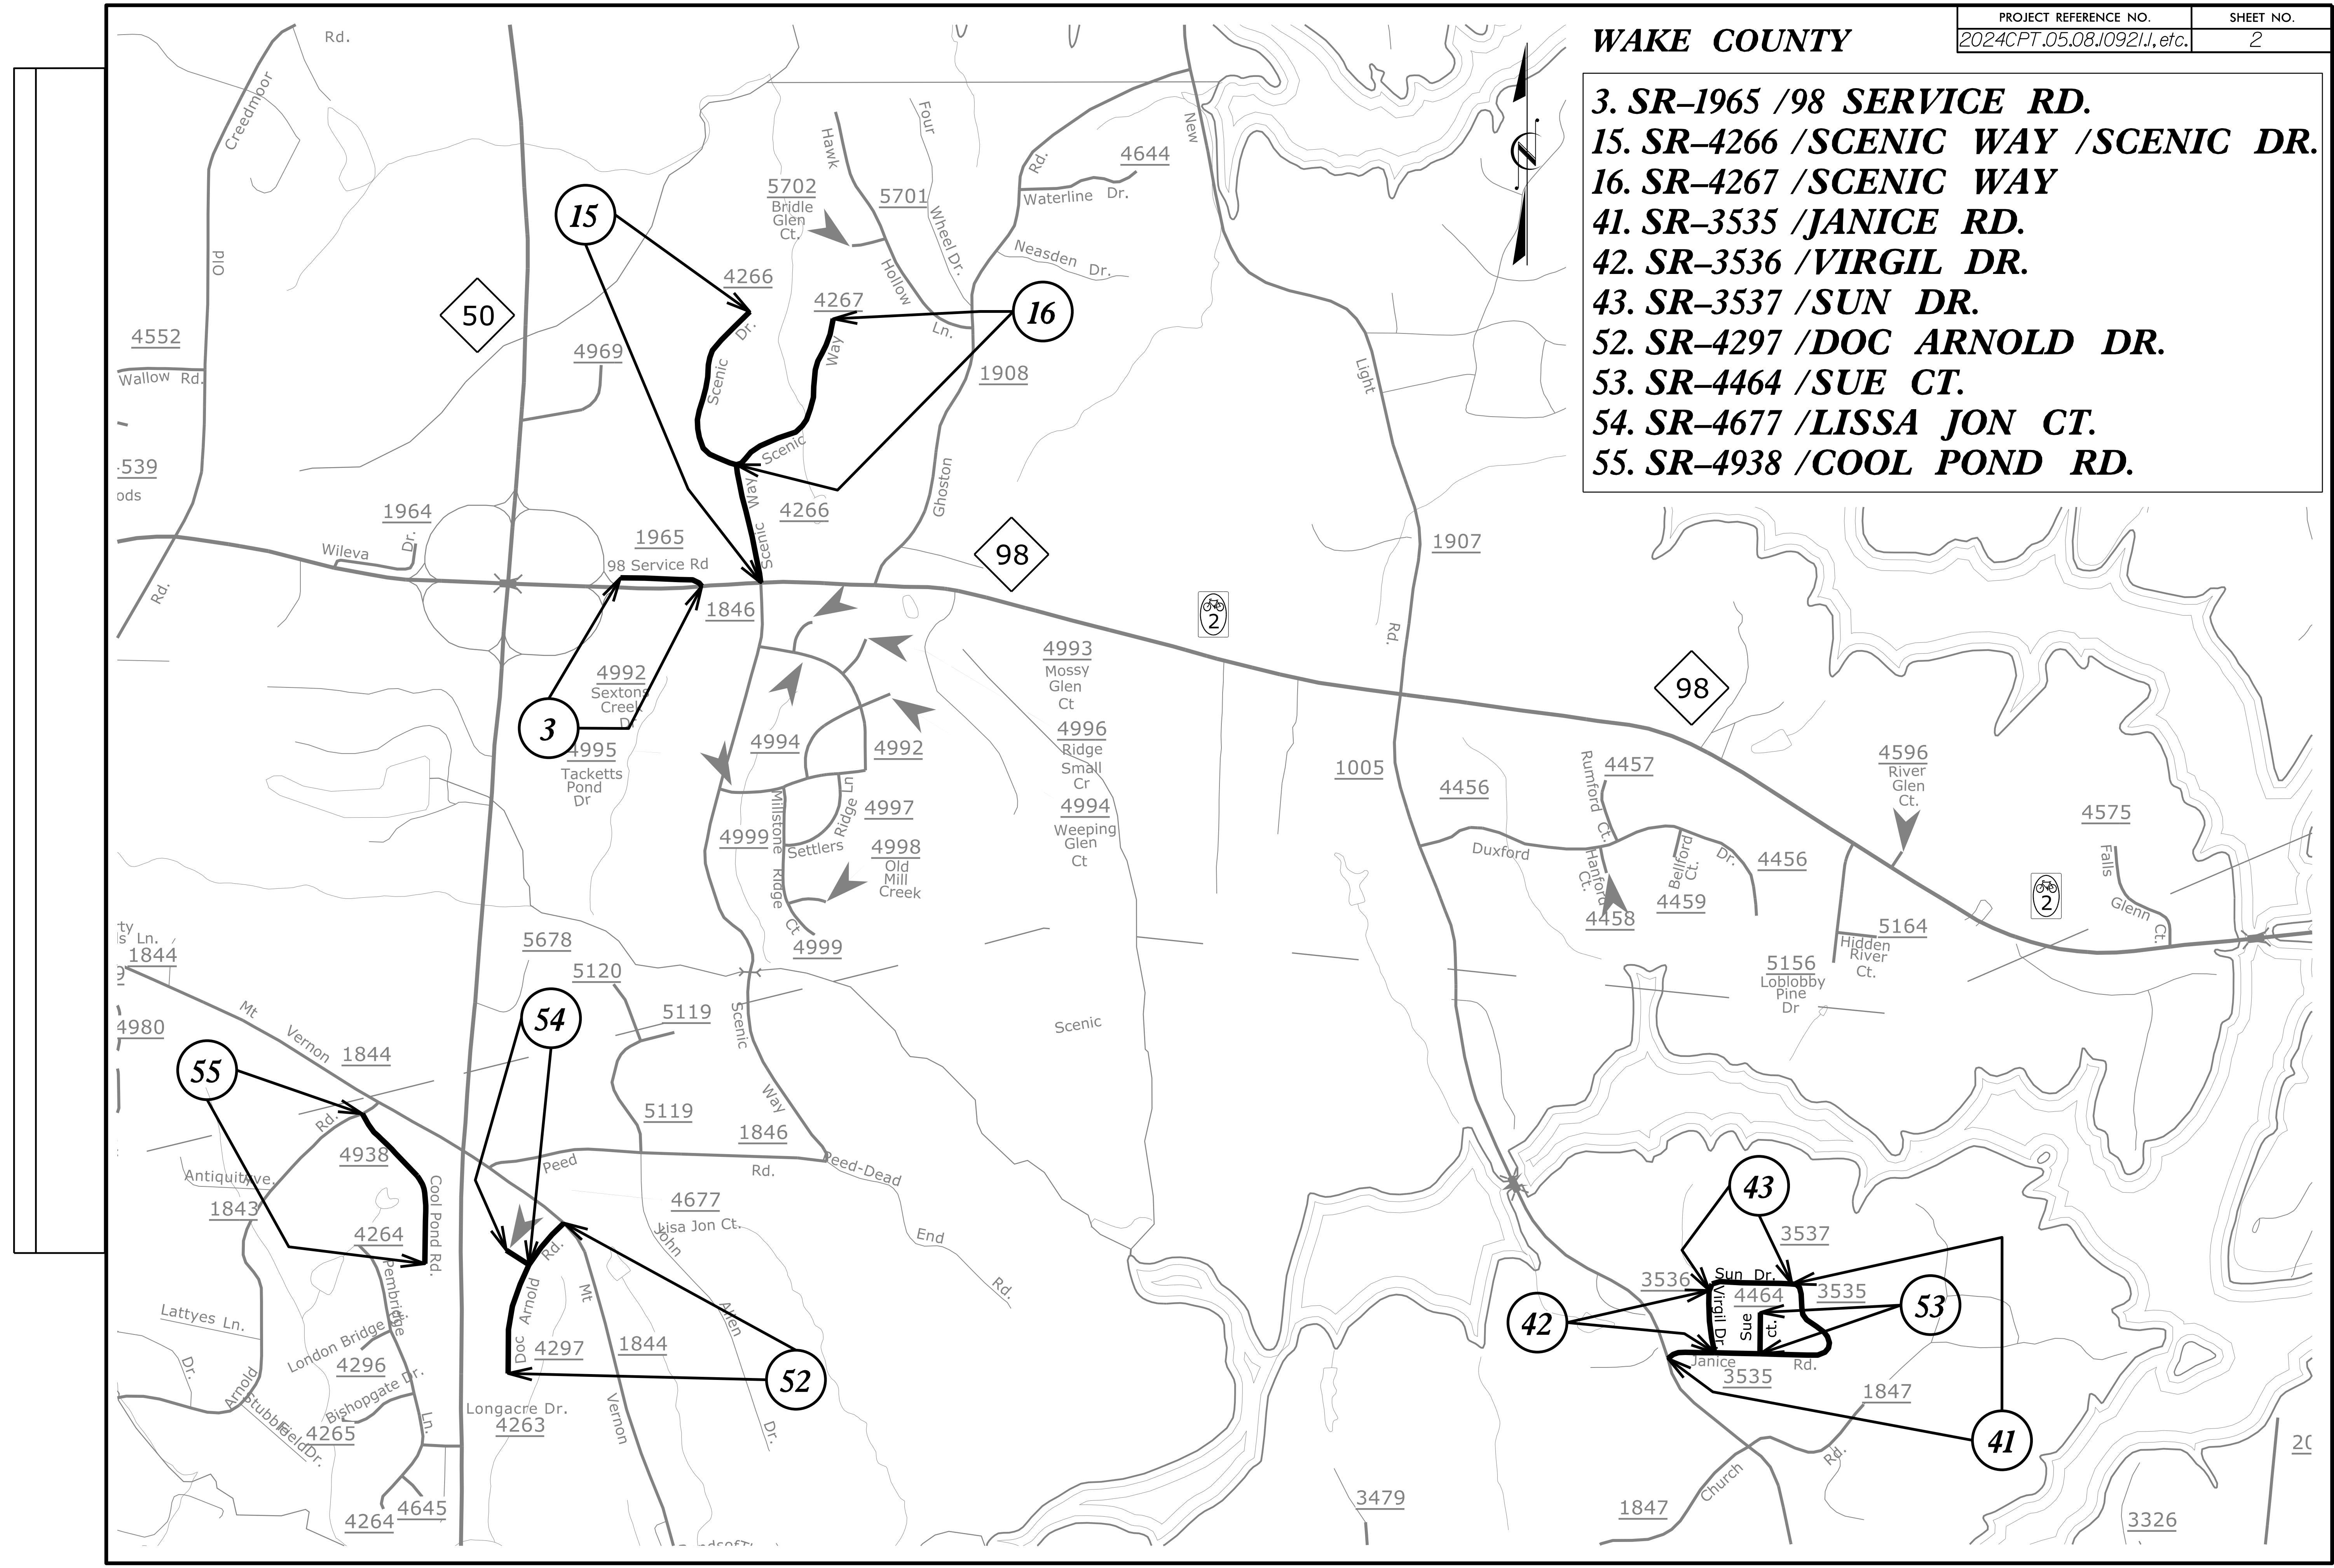 PROJECT REFERENCE NO.
SHEET NO.
2024CPT.05.08.10921.1, etc.
2
WAKE COUNTY
3. SR–1965 /98 SERVICE RD.
15. SR–4266 /SCENIC WAY /SCENIC DR.
16. SR–4267 /SCENIC WAY
41. SR–3535 /JANICE RD.
42. SR–3536 /VIRGIL DR.
43. SR–3537 /SUN DR.
52. SR–4297 /DOC ARNOLD DR.
53. SR–4464 /SUE CT.
54. SR–4677 /LISSA JON CT.
55. SR–4938 /COOL POND RD.
N
Rd.
Creedmoor
Old
Rd.
4552
Wallow Rd.
ods
1964
Wileva Dr.
50
4969
15
4266
Scenic Dr.
4267
Way
Scenic
4266
Scenic Way
16
5702
Bridle
Glen
Ct.
Hawk
5701
Hollow
Ln.
Four
Wheel Dr.
Rd.
4644
Waterline Dr.
Neasden Dr.
1908
Ghoston
New
Light
Rd.
1907
98
2
1965
98 Service Rd
1846
3
4992
Sextons
Creek
Dr
4995
Tacketts
Pond
Dr
4994
4992
4997
Ridge Ln
Settlers
4999
Millstone Ridge
Ct
4998
Old
Mill
Creek
4999
4993
Mossy
Glen
Ct
4996
Ridge
Small
Cr
4994
Weeping
Glen
Ct
1005
98
4456
Duxford
Rumford Ct.
4457
Hanford
Ct.
4458
Bellford
Ct.
4459
Dr.
4456
4596
River
Glen
Ct.
4575
Falls
Glenn
Ct.
2
5164
Hidden
River
Ct.
5156
Loblobby
Pine
Dr
rty
ls Ln.
1844
4980
Mt
Vernon
1844
5678
5120
5119
54
5119
Scenic
Way
Scenic
1846
Peed
Rd.
Peed-Dead
End
Rd.
55
Rd.
4938
Cool Pond Rd.
1843
4264
Pembridge
Lattyes Ln.
London Bridge
4296
Bishopgate Dr.
4265
Dr.
Arnold
Ln.
4264
4645
Longacre Dr.
4263
4677
Lisa Jon Ct.
John
Allen
Dr.
Rd.
Arnold
Doc
4297
Mt
1844
Vernon
52
43
3537
Sun Dr.
3536
Virgil Dr
4464
Sue
ct.
3535
53
42
Janice Rd.
3535
41
1847
Church
Rd.
1847
3479
3326